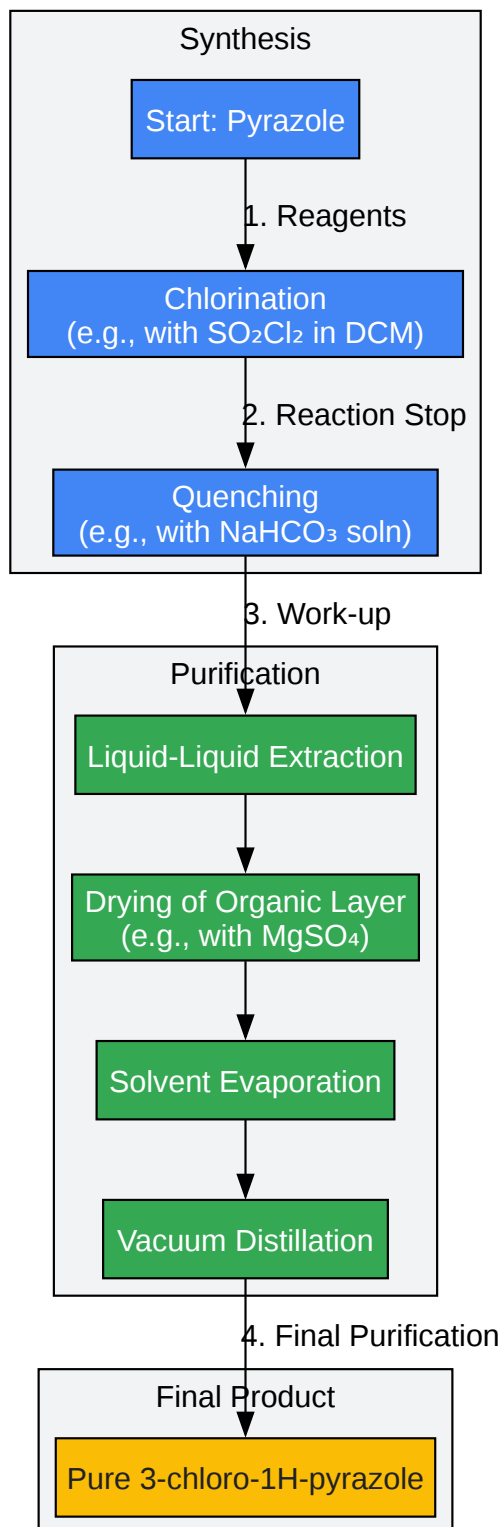 Synthesis
Start: Pyrazole
1. Reagents
Chlorination
(e.g., with SO₂Cl₂ in DCM)
2. Reaction Stop
Quenching
(e.g., with NaHCO₃ soln)
3. Work-up
Purification
Liquid-Liquid Extraction
Drying of Organic Layer
(e.g., with MgSO₄)
Solvent Evaporation
Vacuum Distillation
4. Final Purification
Final Product
Pure 3-chloro-1H-pyrazole